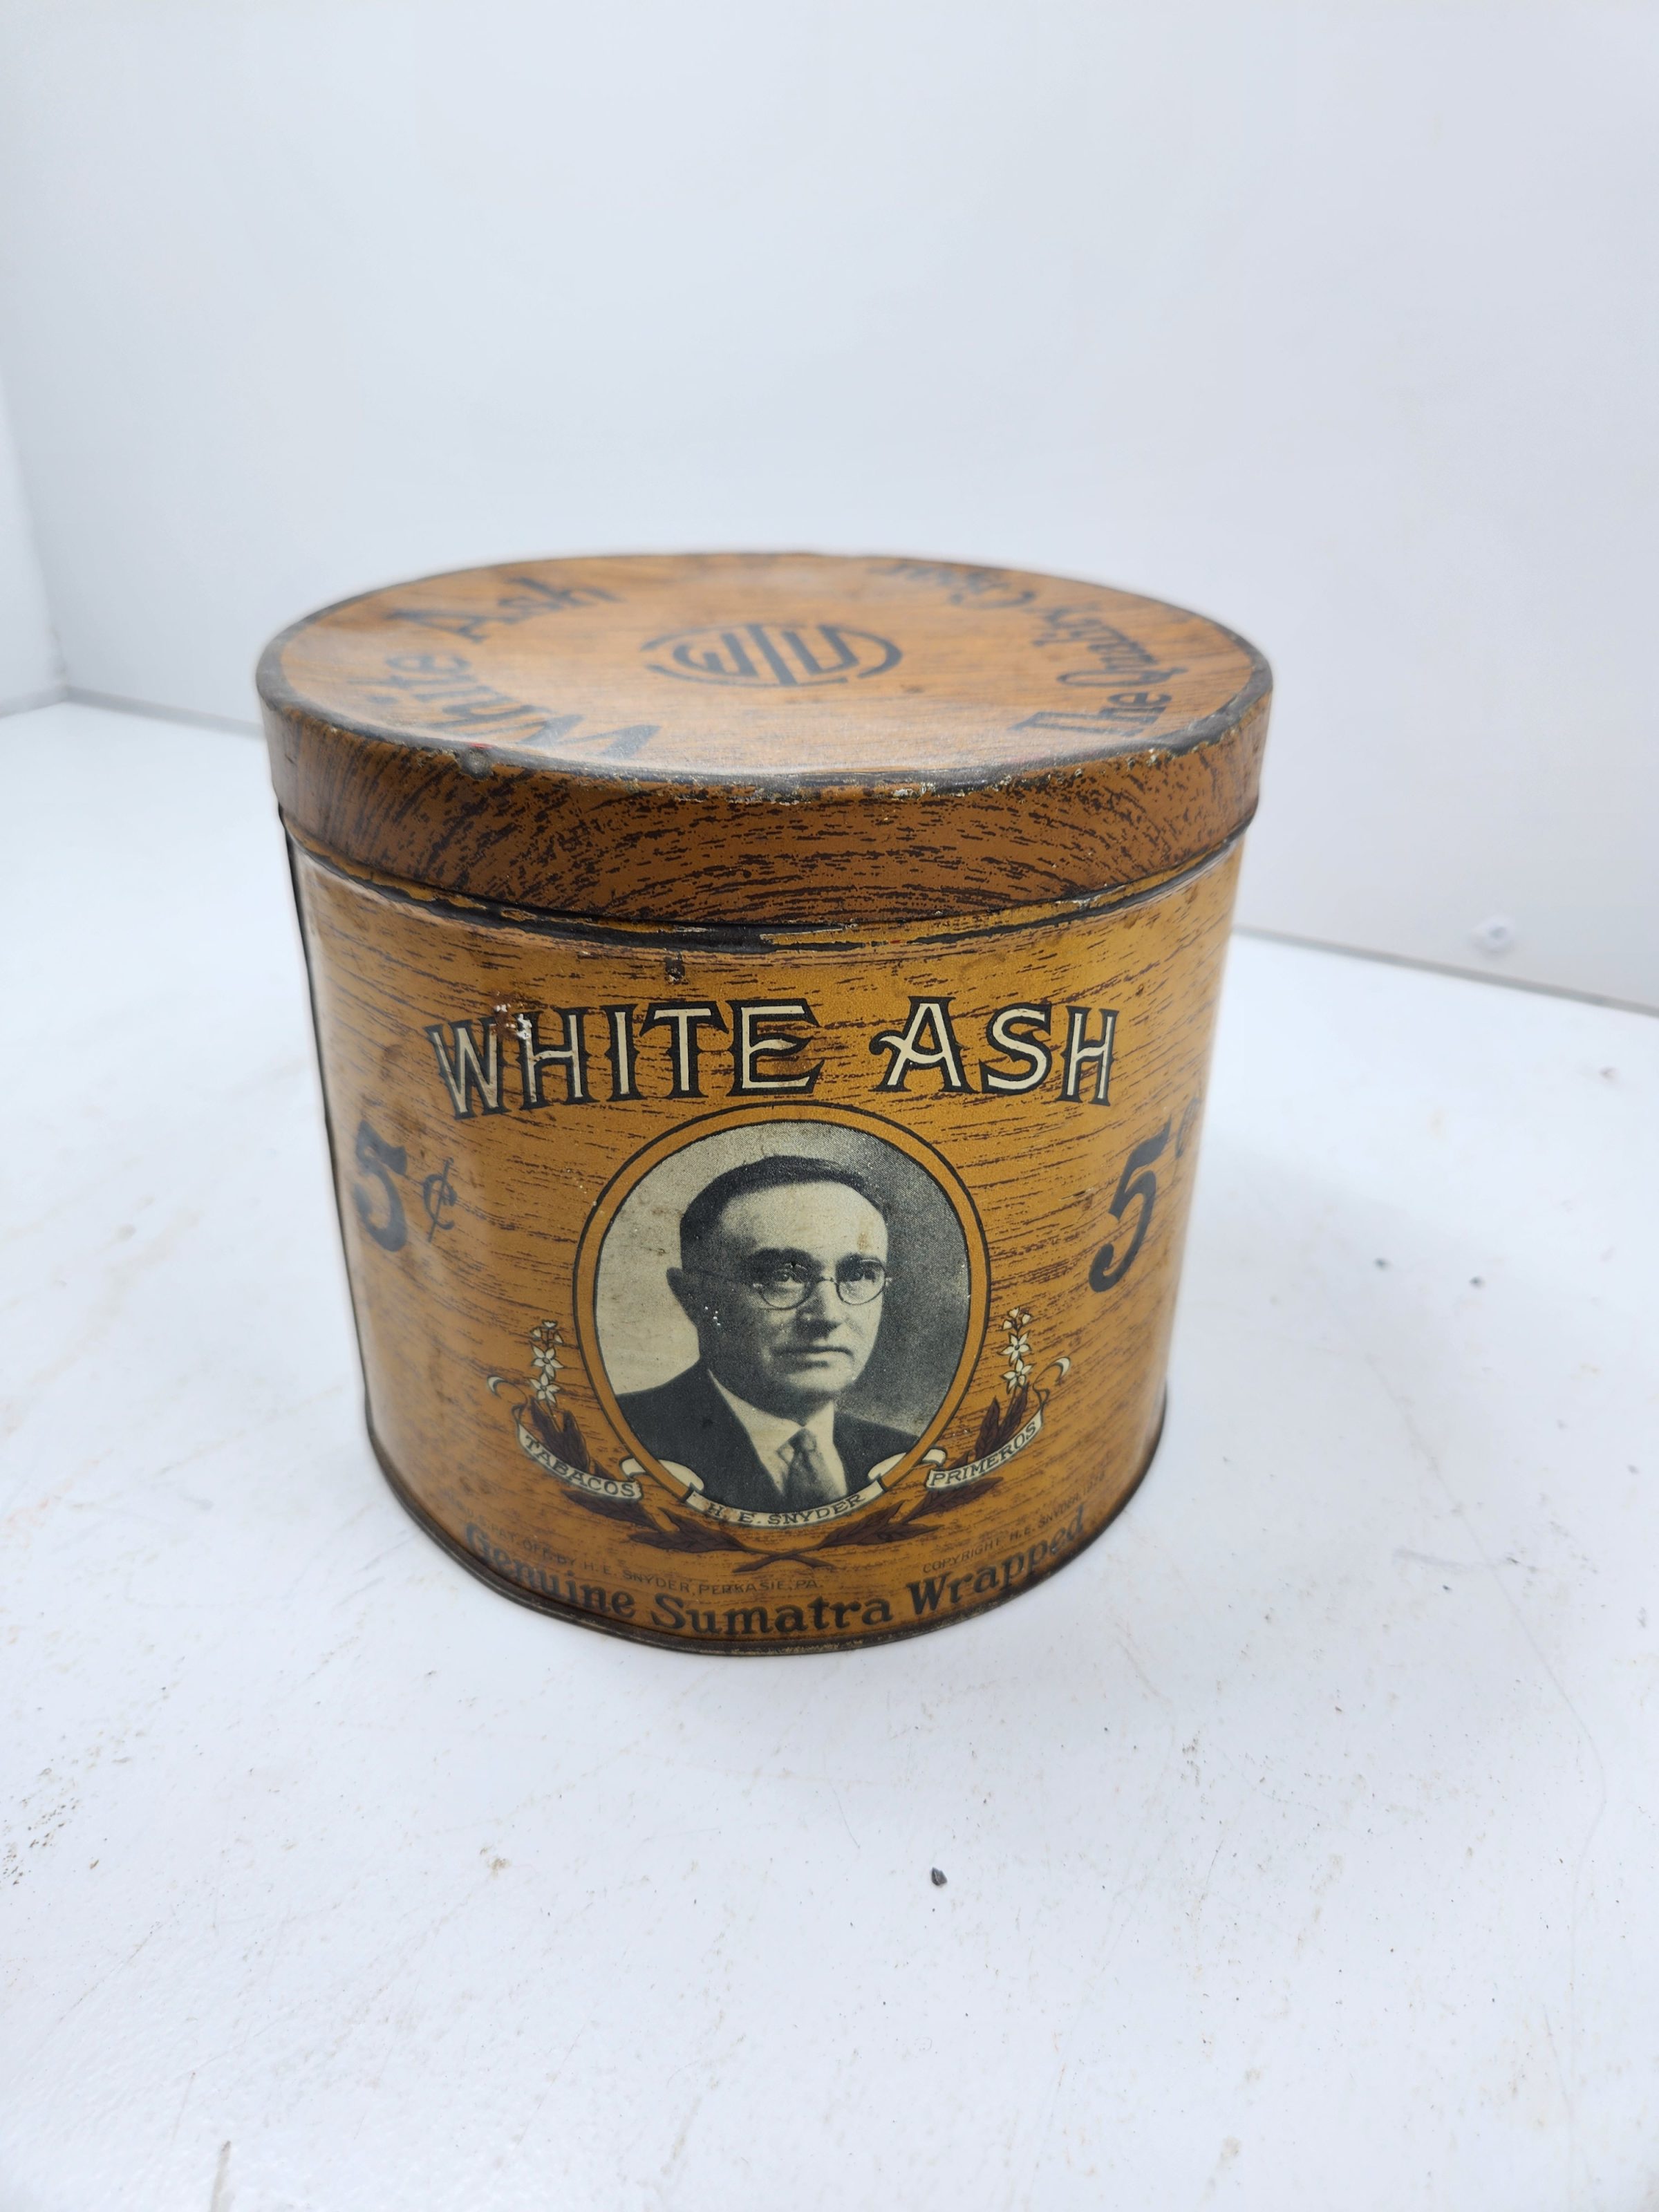 White Ash
The Quality Cigar
WHITE ASH
5¢
5¢
TABACOS
H. E. SNYDER
PRIMEROS
PAT. OFF. BY H. E. SNYDER, PERKASIE, PA.
COPYRIGHT H. E. SNYDER
Genuine Sumatra Wrapped